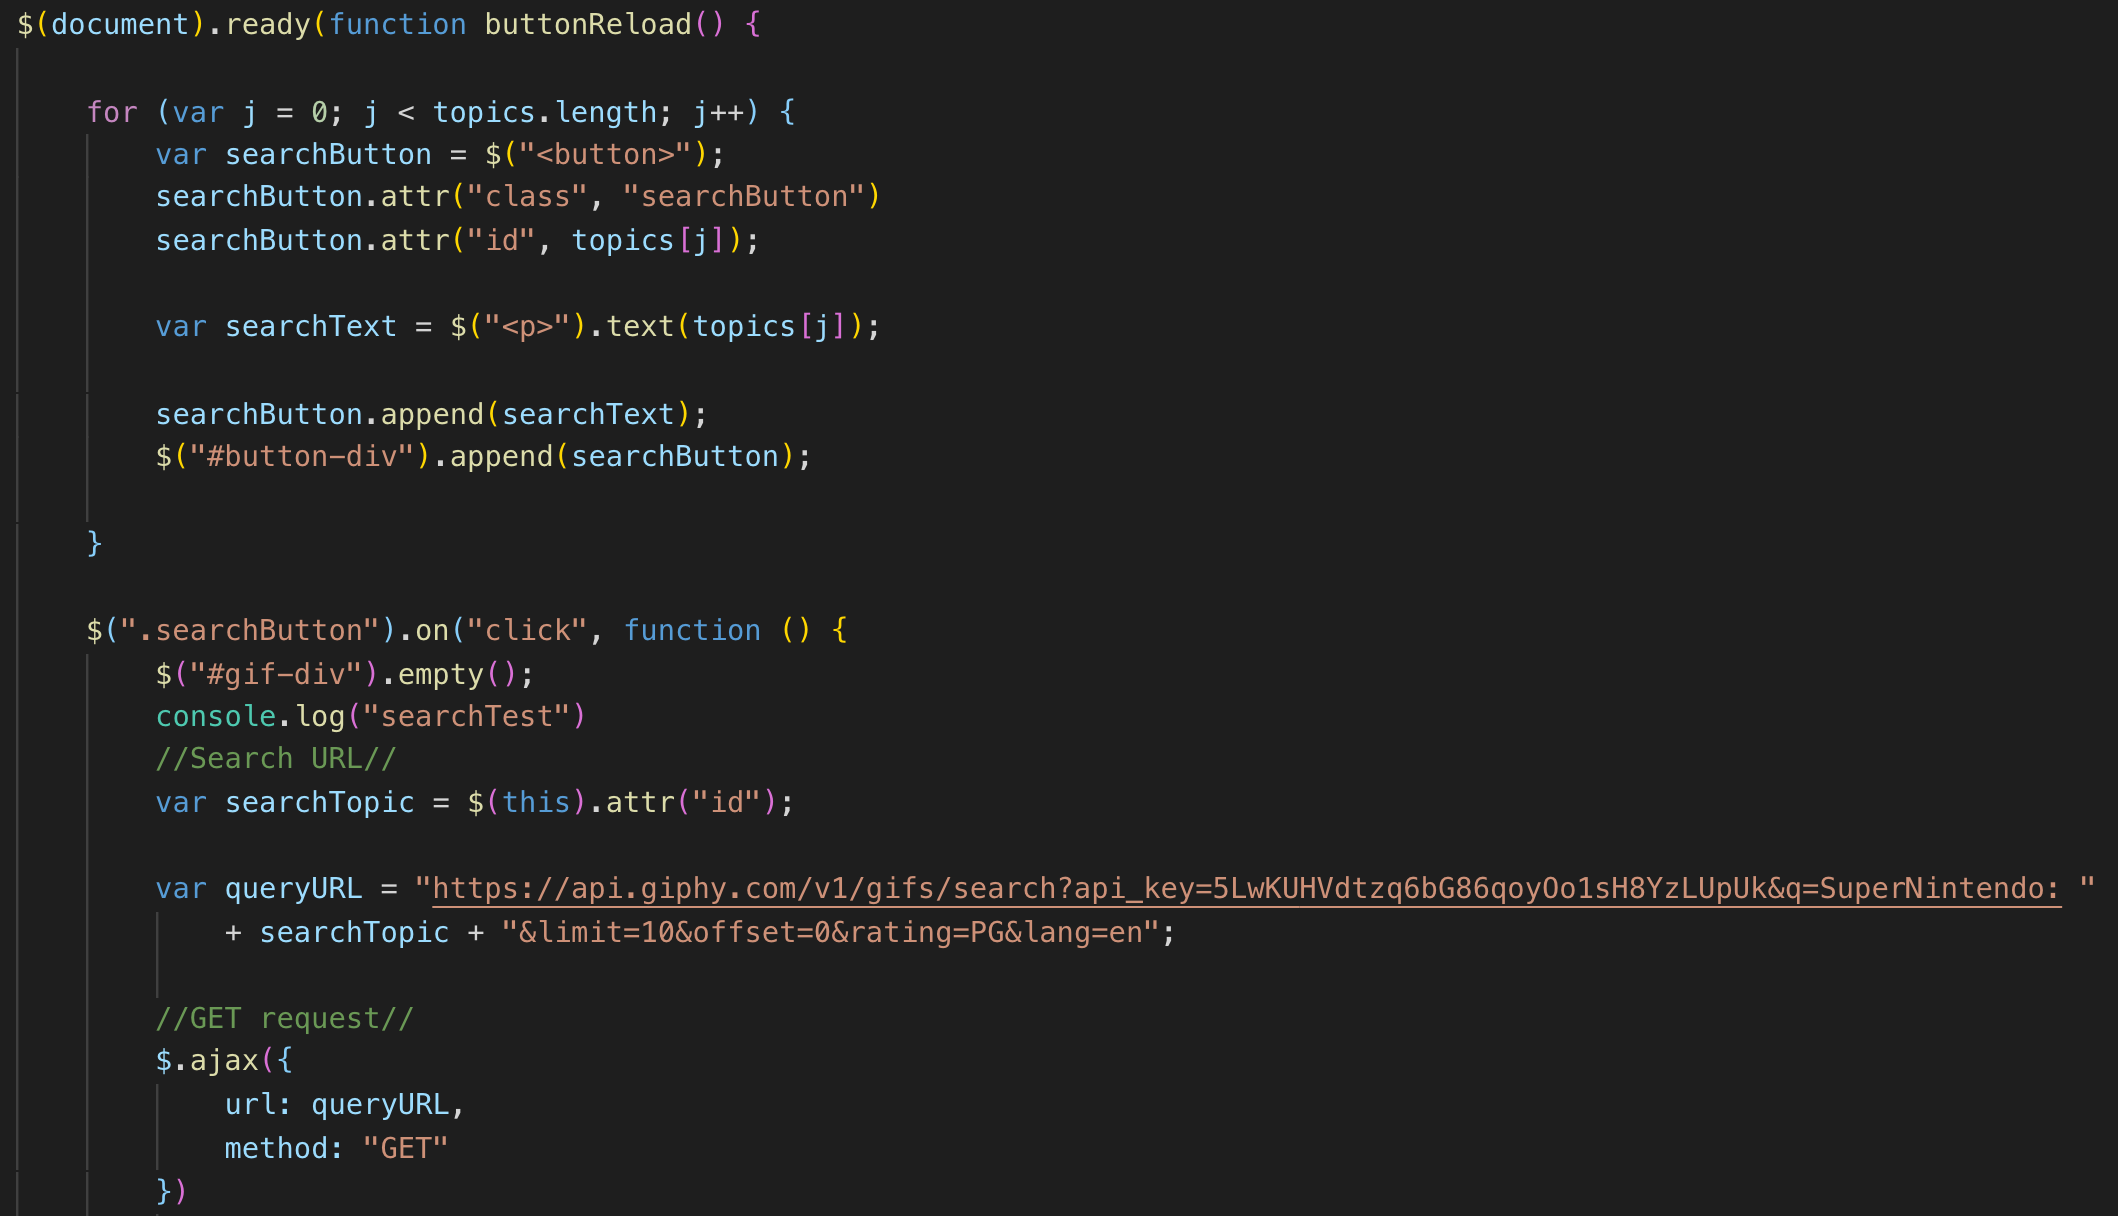 $(document).ready(function buttonReload() {
for (var j = 0; j < topics.length; j++) {
var searchButton = $("<button>");
searchButton.attr("class", "searchButton")
searchButton.attr("id", topics[j]);
var searchText = $("<p>").text(topics[j]);
searchButton.append(searchText);
$("#button-div").append(searchButton);
}
$(".searchButton").on("click", function () {
$("#gif-div").empty();
console.log("searchTest")
//Search URL//
var searchTopic = $(this).attr("id");
var queryURL = "https://api.giphy.com/v1/gifs/search?api_key=5LwKUHVdtzq6bG86qoyOo1sH8YzLUpUk&q=SuperNintendo: "
+ searchTopic + "&limit=10&offset=0&rating=PG&lang=en";
//GET request//
$.ajax({
url: queryURL,
method: "GET"
})